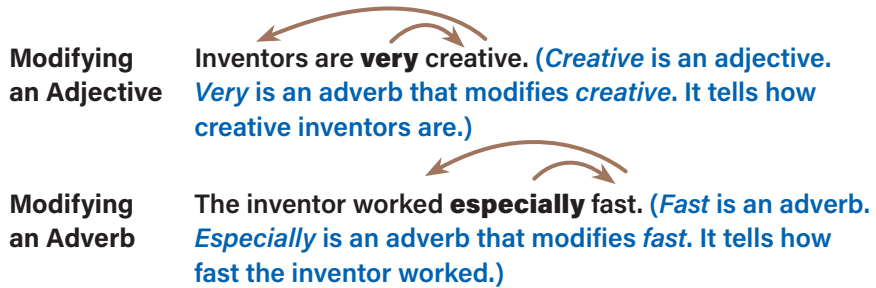 Modifying Inventors are very creative. (Creative is an adjective.
an Adjective Very is an adverb that modifies creative. It tells how
creative inventors are.)
Modifying The inventor worked especially fast. (Fast is an adverb.
an Adverb Especially is an adverb that modifies fast. It tells how
fast the inventor worked.)